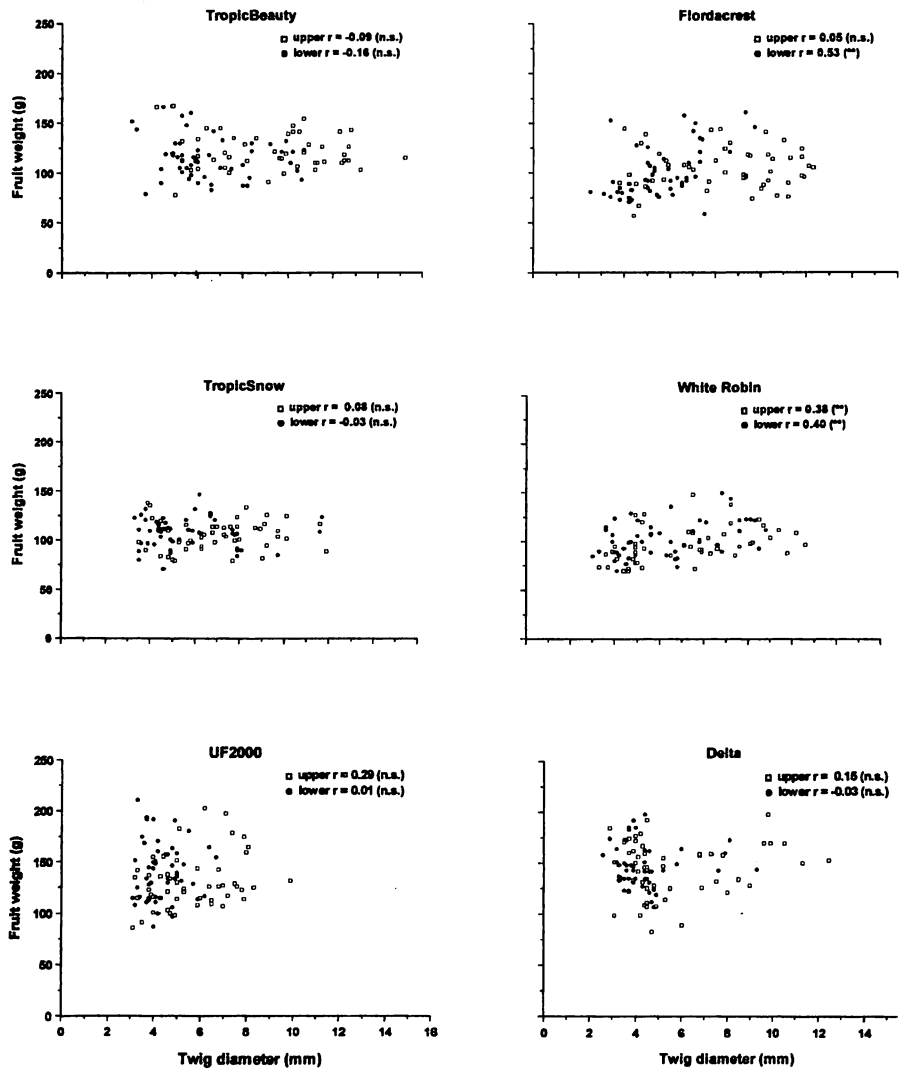 TropicBeauty
upper r = -0.09 (n.s.)
lower r = -0.16 (n.s.)
Fruit weight (g)
250
200
150
100
50
0
Flordacrest
upper r = 0.05 (n.s.)
lower r = 0.53 (**)
TropicSnow
upper r = 0.08 (n.s.)
lower r = -0.03 (n.s.)
Fruit weight (g)
250
200
150
100
50
0
White Robin
upper r = 0.38 (**)
lower r = 0.40 (**)
UF2000
upper r = 0.29 (n.s.)
lower r = 0.01 (n.s.)
Fruit weight (g)
250
200
150
100
50
0
0 2 4 6 8 10 12 14 16
Twig diameter (mm)
Delta
upper r = 0.15 (n.s.)
lower r = -0.03 (n.s.)
0 2 4 6 8 10 12 14
Twig diameter (mm)